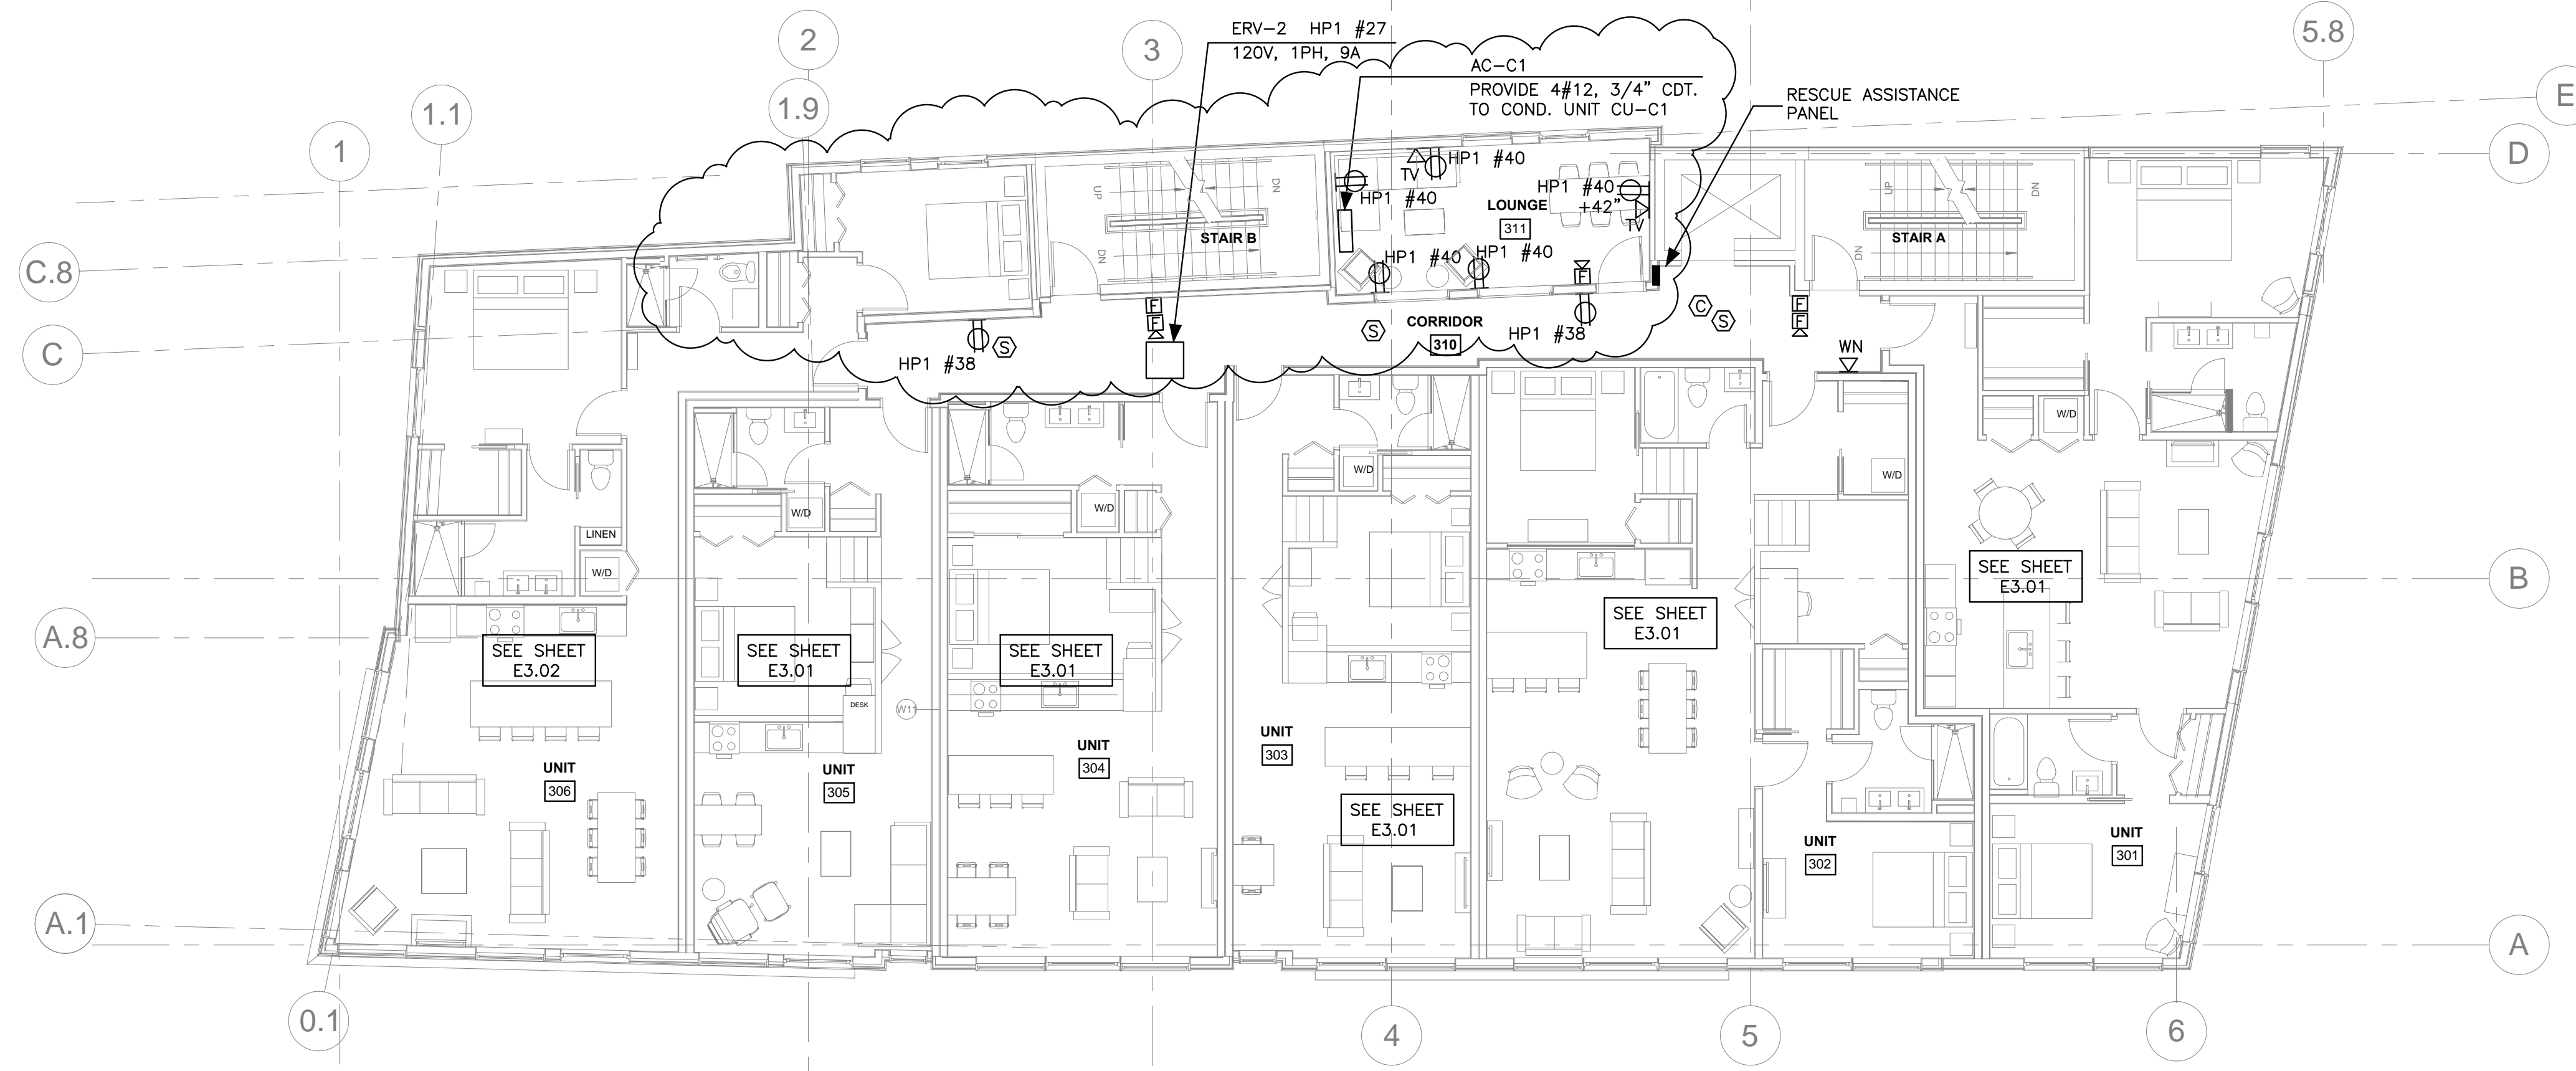 ERV-2 HP1 #27
120V, 1PH, 9A
AC-C1
PROVIDE 4#12, 3/4" CDT.
TO COND. UNIT CU-C1
RESCUE ASSISTANCE
PANEL
1
1.1
2
1.9
3
5.8
E
D
C.8
C
B
A.8
A.1
A
0.1
4
5
6
UP
DN
DN
STAIR B
HP1 #40
TV
HP1 #40
HP1 #40
+42"
TV
LOUNGE
311
HP1 #40
HP1 #40
F
UP
DN
DN
STAIR A
F
F
S
HP1 #38
S
CORRIDOR
310
HP1 #38
C
S
F
F
WN
W/D
W/D
W/D
W/D
W/D
LINEN
W/D
SEE SHEET
E3.02
SEE SHEET
E3.01
SEE SHEET
E3.01
SEE SHEET
E3.01
SEE SHEET
E3.01
DESK
W11
UNIT
306
UNIT
305
UNIT
304
UNIT
303
SEE SHEET
E3.01
UNIT
302
UNIT
301